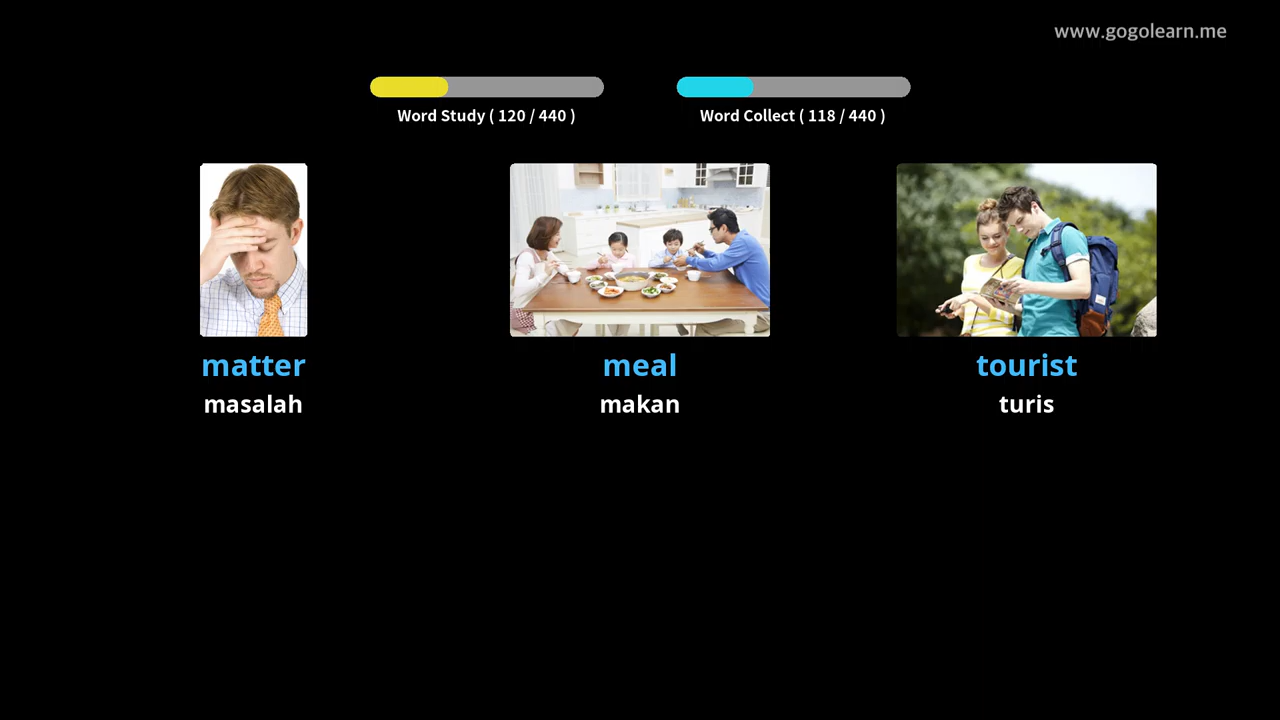 www.gogolearn.me
Word Study ( 120 / 440 )
Word Collect ( 118 / 440 )
matter
masalah
meal
makan
tourist
turis